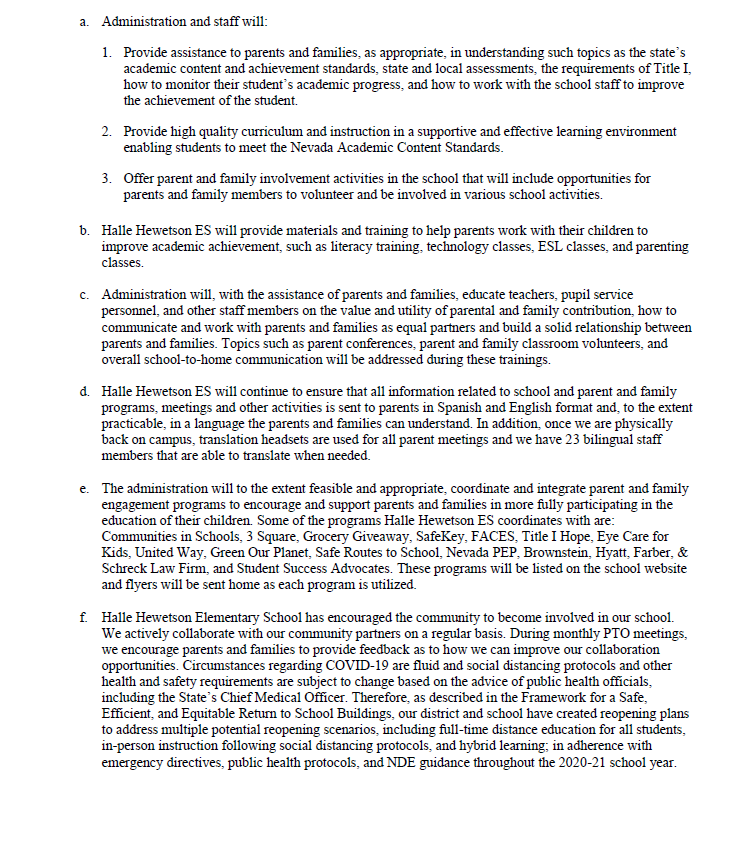 a. Administration and staff will:
1. Provide assistance to parents and families, as appropriate, in understanding such topics as the state's
academic content and achievement standards, state and local assessments, the requirements of Title I,
how to monitor their student's academic progress, and how to work with the school staff to improve
the achievement of the student.
2. Provide high quality curriculum and instruction in a supportive and effective learning environment
enabling students to meet the Nevada Academic Content Standards.
3. Offer parent and family involvement activities in the school that will include opportunities for
parents and family members to volunteer and be involved in various school activities.
b. Halle Hewetson ES will provide materials and training to help parents work with their children to
improve academic achievement, such as literacy training, technology classes, ESL classes, and parenting
classes.
c. Administration will, with the assistance of parents and families, educate teachers, pupil service
personnel, and other staff members on the value and utility of parental and family contribution, how to
communicate and work with parents and families as equal partners and build a solid relationship between
parents and families. Topics such as parent conferences, parent and family classroom volunteers, and
overall school-to-home communication will be addressed during these trainings.
d. Halle Hewetson ES will continue to ensure that all information related to school and parent and family
programs, meetings and other activities is sent to parents in Spanish and English format and, to the extent
practicable, in a language the parents and families can understand. In addition, once we are physically
back on campus, translation headsets are used for all parent meetings and we have 23 bilingual staff
members that are able to translate when needed.
e. The administration will to the extent feasible and appropriate, coordinate and integrate parent and family
engagement programs to encourage and support parents and families in more fully participating in the
education of their children. Some of the programs Halle Hewetson ES coordinates with are:
Communities in Schools, 3 Square, Grocery Giveaway, SafeKey, FACES, Title I Hope, Eye Care for
Kids, United Way, Green Our Planet, Safe Routes to School, Nevada PEP, Brownstein, Hyatt, Farber, &
Schreck Law Firm, and Student Success Advocates. These programs will be listed on the school website
and flyers will be sent home as each program is utilized.
f. Halle Hewetson Elementary School has encouraged the community to become involved in our school.
We actively collaborate with our community partners on a regular basis. During monthly PTO meetings,
we encourage parents and families to provide feedback as to how we can improve our collaboration
opportunities. Circumstances regarding COVID-19 are fluid and social distancing protocols and other
health and safety requirements are subject to change based on the advice of public health officials,
including the State's Chief Medical Officer. Therefore, as described in the Framework for a Safe,
Efficient, and Equitable Return to School Buildings, our district and school have created reopening plans
to address multiple potential reopening scenarios, including full-time distance education for all students,
in-person instruction following social distancing protocols, and hybrid learning; in adherence with
emergency directives, public health protocols, and NDE guidance throughout the 2020-21 school year.